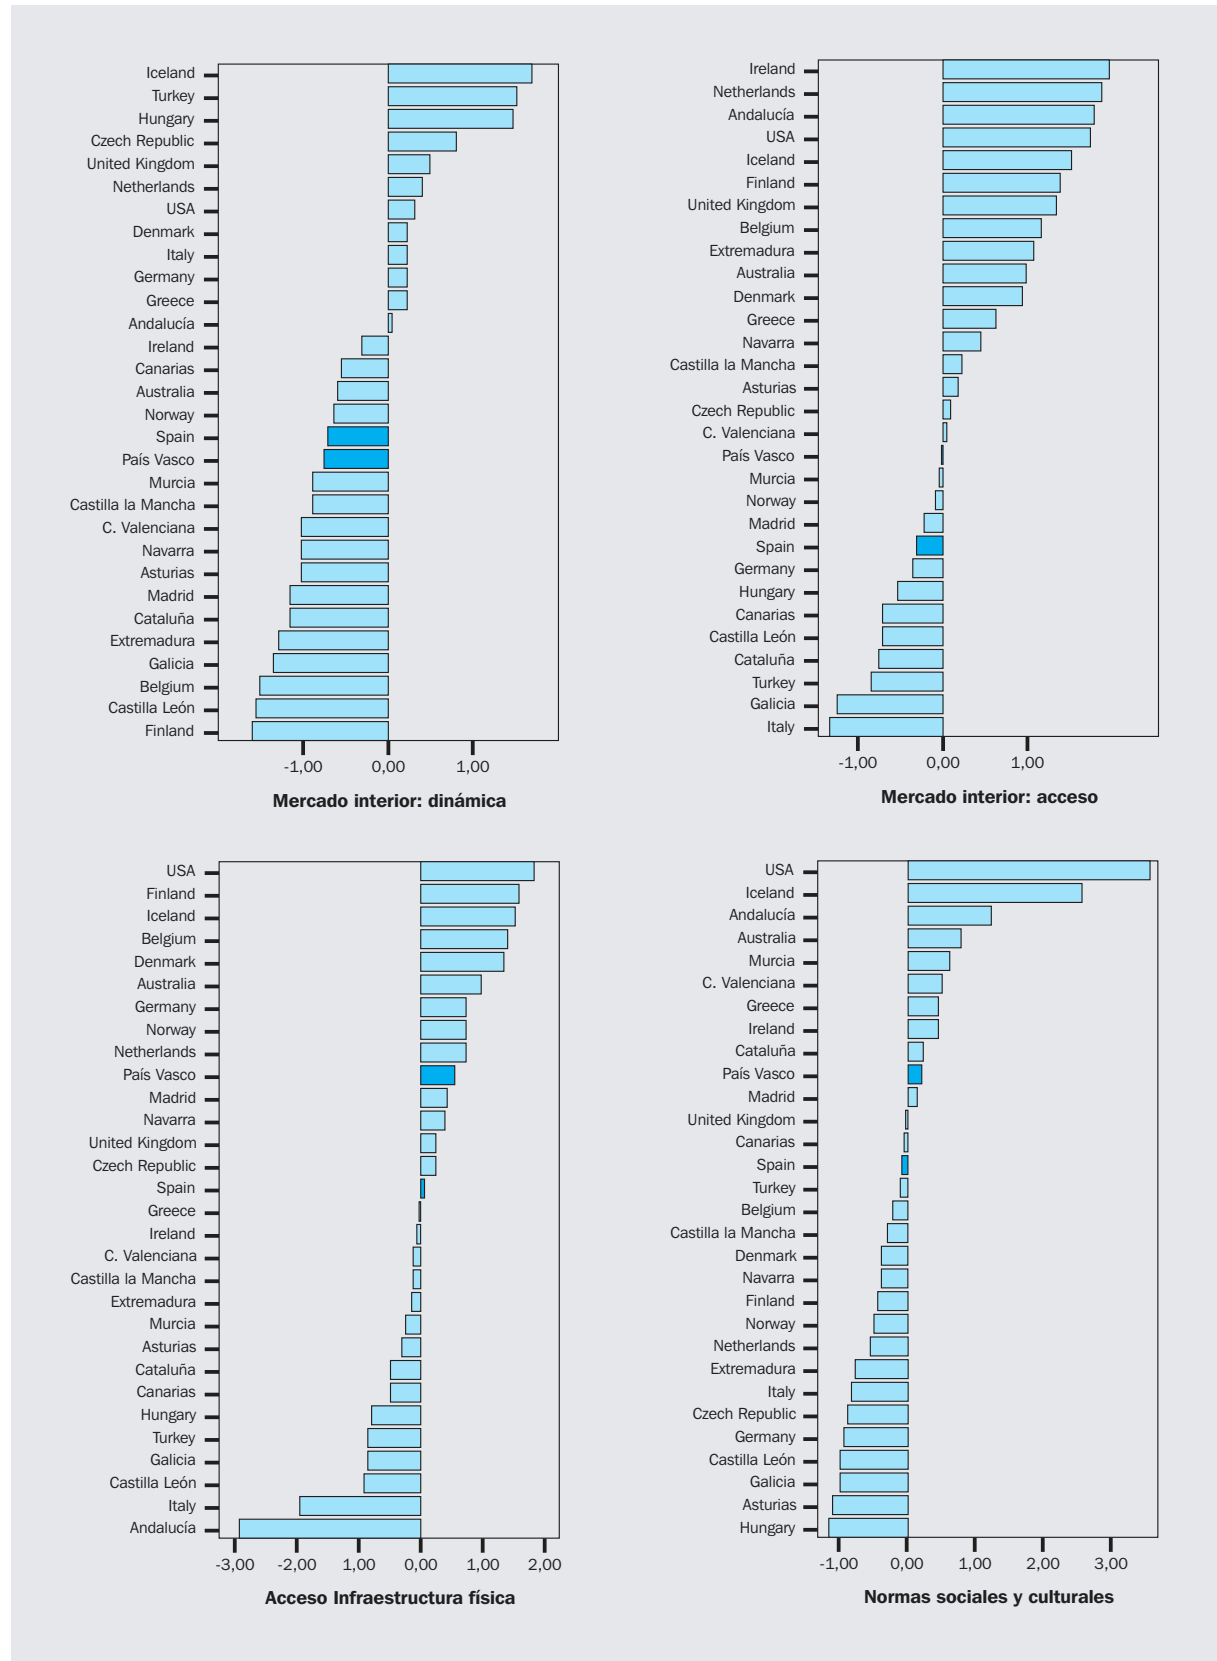 Iceland
Turkey
Hungary
Czech Republic
United Kingdom
Netherlands
USA
Denmark
Italy
Germany
Greece
Andalucía
Ireland
Canarias
Australia
Norway
Spain
País Vasco
Murcia
Castilla la Mancha
C. Valenciana
Navarra
Asturias
Madrid
Cataluña
Extremadura
Galicia
Belgium
Castilla León
Finland
-1,00 0,00 1,00
Mercado interior: dinámica
Ireland
Netherlands
Andalucía
USA
Iceland
Finland
United Kingdom
Belgium
Extremadura
Australia
Denmark
Greece
Navarra
Castilla la Mancha
Asturias
Czech Republic
C. Valenciana
País Vasco
Murcia
Norway
Madrid
Spain
Germany
Hungary
Canarias
Castilla León
Cataluña
Turkey
Galicia
Italy
-1,00 0,00 1,00
Mercado interior: acceso
USA
Finland
Iceland
Belgium
Denmark
Australia
Germany
Norway
Netherlands
País Vasco
Madrid
Navarra
United Kingdom
Czech Republic
Spain
Greece
Ireland
C. Valenciana
Castilla la Mancha
Extremadura
Murcia
Asturias
Cataluña
Canarias
Hungary
Turkey
Galicia
Castilla León
Italy
Andalucía
-3,00 -2,00 -1,00 0,00 1,00 2,00
Acceso Infraestructura física
USA
Iceland
Andalucía
Australia
Murcia
C. Valenciana
Greece
Ireland
Cataluña
País Vasco
Madrid
United Kingdom
Canarias
Spain
Turkey
Belgium
Castilla la Mancha
Denmark
Navarra
Finland
Norway
Netherlands
Extremadura
Italy
Czech Republic
Germany
Castilla León
Galicia
Asturias
Hungary
-1,00 0,00 1,00 2,00 3,00
Normas sociales y culturales